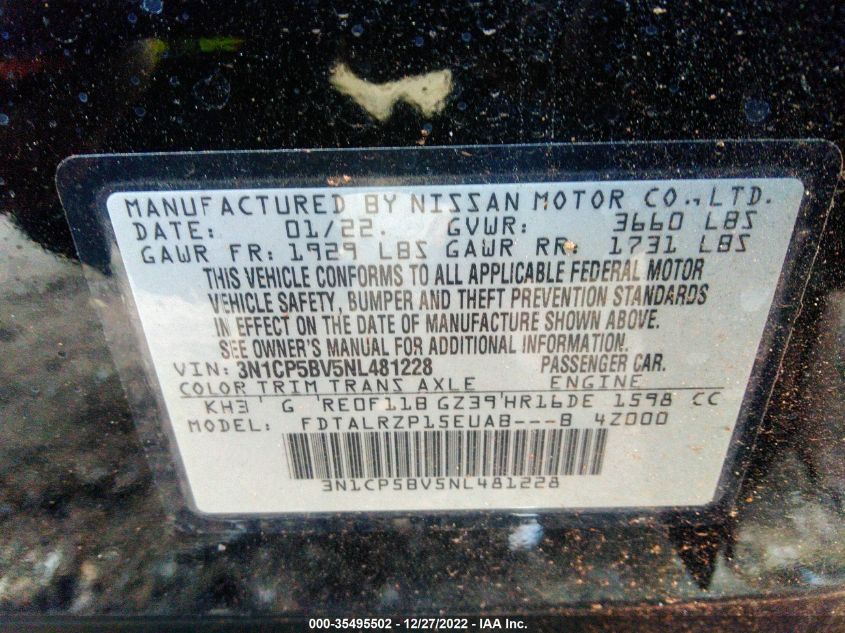 MANUFACTURED BY NISSAN MOTOR CO.,LTD.
DATE: 01/22. GVWR: 3660 LBS
GAWR FR: 1929 LBS GAWR RR: 1731 LBS
THIS VEHICLE CONFORMS TO ALL APPLICABLE FEDERAL MOTOR
VEHICLE SAFETY, BUMPER AND THEFT PREVENTION STANDARDS
IN EFFECT ON THE DATE OF MANUFACTURE SHOWN ABOVE.
SEE OWNER'S MANUAL FOR ADDITIONAL INFORMATION.
VIN: 3N1CP5BV5NL481228 PASSENGER CAR.
COLOR TRIM TRANS AXLE ENGINE
KH3 ' G 'RE0F11B GZ39'HR16DE 1598 CC
MODEL: FDTALRZP15EUAB---B 4Z000
3N1CP5BV5NL481228
000-35495502 - 12/27/2022 - IAA Inc.